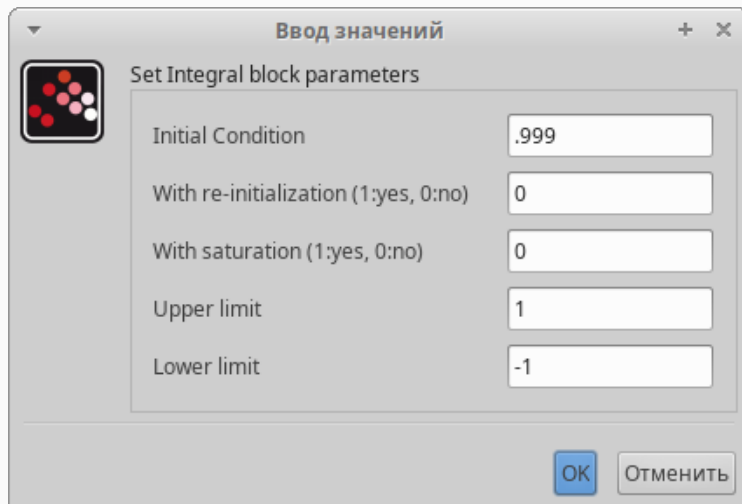 Ввод значений
Set Integral block parameters
Initial Condition .999
With re-initialization (1:yes, 0:no) 0
With saturation (1:yes, 0:no) 0
Upper limit 1
Lower limit -1
OK Отменить